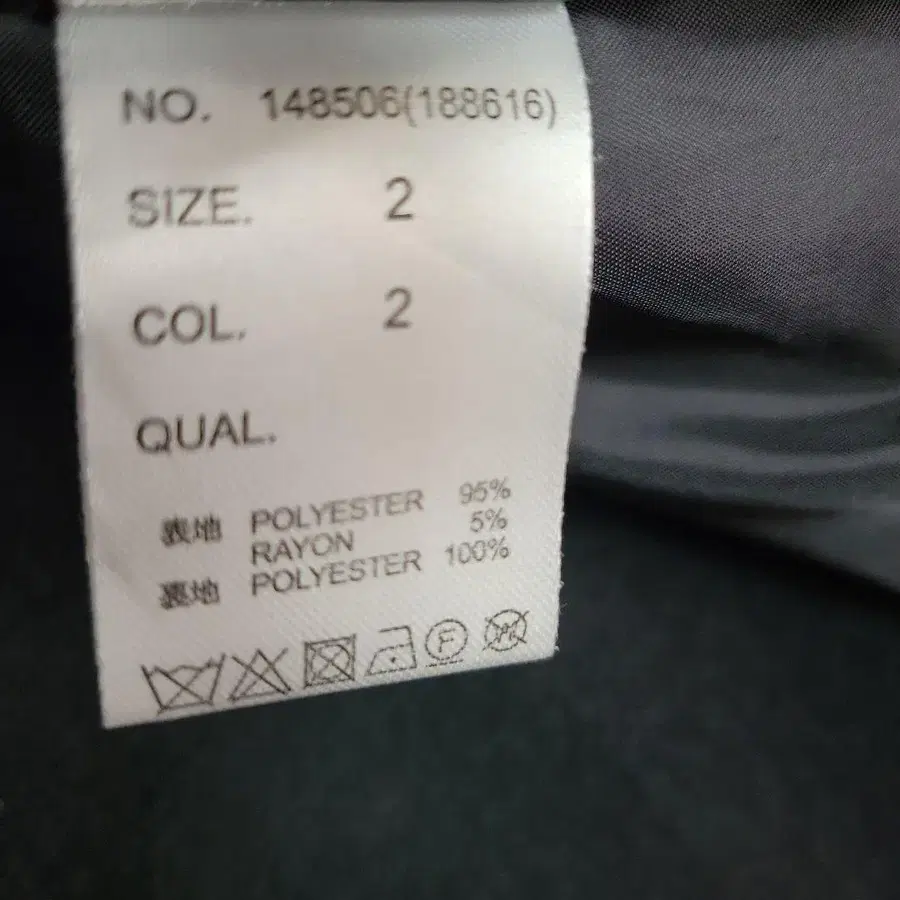 NO. 148506(188616)
SIZE. 2
COL. 2
QUAL.
表地 POLYESTER 95%
RAYON 5%
裏地 POLYESTER 100%
F W